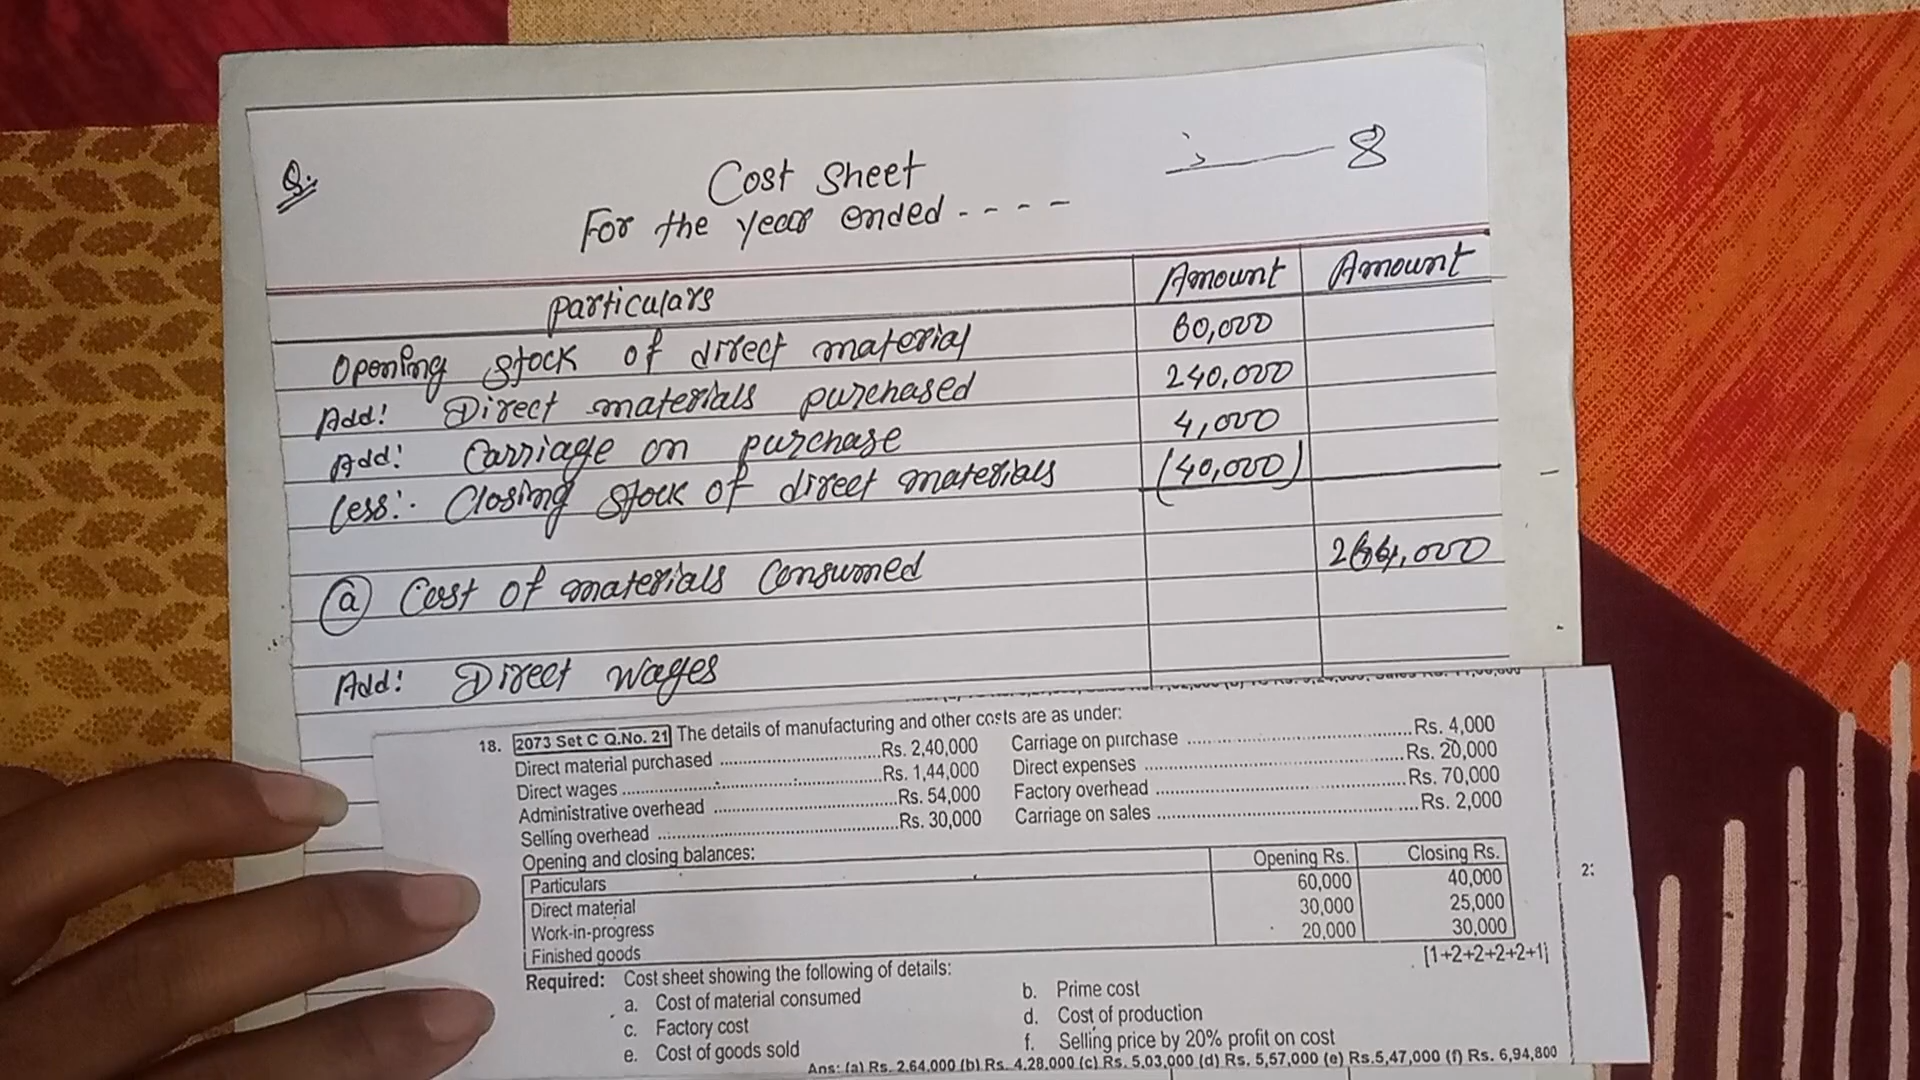 Q.
8
Cost Sheet
For the year ended - - - -
Particulars Amount Amount
Opening stock of direct material 60,000
Add: Direct materials purchased 240,000
Add: Carriage on purchase 4,000
Less:- Closing stock of direct materials (40,000)
(a) Cost of materials Consumed 264,000
Add: Direct wages
18. 2073 Set C Q.No. 21 The details of manufacturing and other costs are as under:
Direct material purchased ........................ Rs. 2,40,000 Carriage on purchase ........................ Rs. 4,000
Direct wages ........................ Rs. 1,44,000 Direct expenses ........................ Rs. 20,000
Administrative overhead ........................ Rs. 54,000 Factory overhead ........................ Rs. 70,000
Selling overhead ........................ Rs. 30,000 Carriage on sales ........................ Rs. 2,000
Opening and closing balances:
Particulars Opening Rs. Closing Rs.
Direct material 60,000 40,000
Work-in-progress 30,000 25,000
Finished goods 20,000 30,000
[1+2+2+2+2+1]
Required: Cost sheet showing the following of details:
a. Cost of material consumed b. Prime cost
c. Factory cost d. Cost of production
e. Cost of goods sold f. Selling price by 20% profit on cost
Ans: (a) Rs. 2,64,000 (b) Rs. 4,28,000 (c) Rs. 5,03,000 (d) Rs. 5,57,000 (e) Rs.5,47,000 (f) Rs. 6,94,800
2: